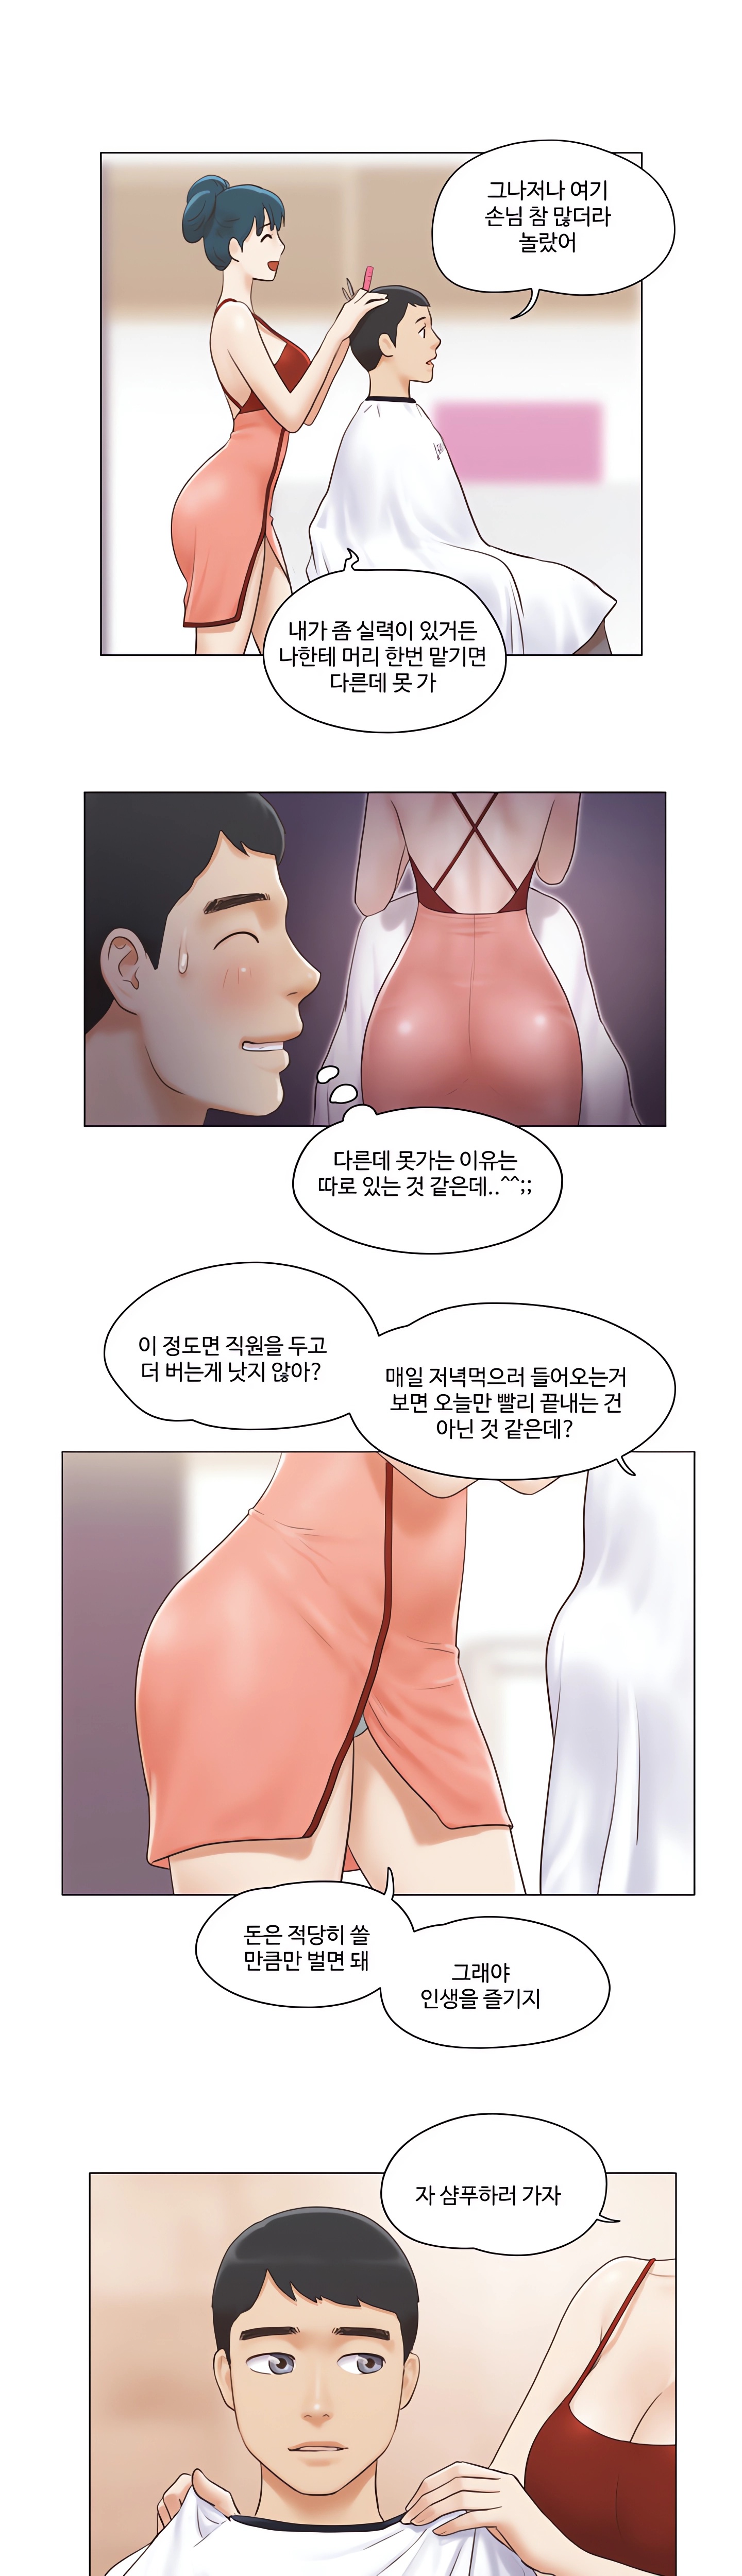 그나저나 여기
손님 참 많더라
놀랐어
내가 좀 실력이 있거든
나한테 머리 한번 맡기면
다른데 못 가
다른데 못가는 이유는
따로 있는 것 같은데..^^;;
이 정도면 직원을 두고
더 버는게 낫지 않아?
매일 저녁먹으러 들어오는거
보면 오늘만 빨리 끝내는 건
아닌 것 같은데?
돈은 적당히 쓸
만큼만 벌면 돼
그래야
인생을 즐기지
자 샴푸하러 가자